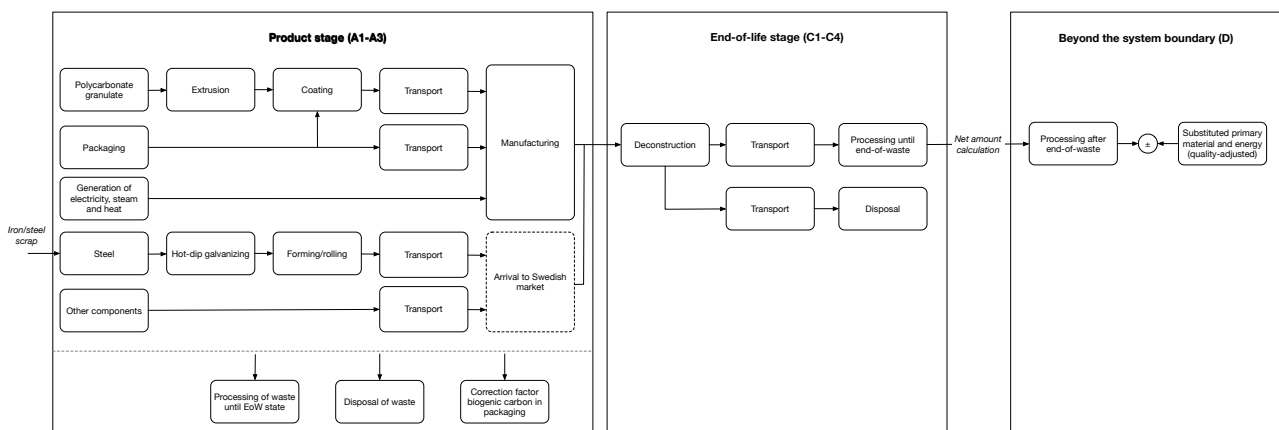 Product stage (A1-A3)
End-of-life stage (C1-C4)
Beyond the system boundary (D)
Polycarbonate
granulate
Extrusion
Coating
Transport
Manufacturing
Packaging
Transport
Generation of
electricity, steam
and heat
Iron/steel
scrap
Steel
Hot-dip galvanizing
Forming/rolling
Transport
Arrival to Swedish
market
Other components
Transport
Processing of waste
until EoW state
Disposal of waste
Correction factor
biogenic carbon in
packaging
Deconstruction
Transport
Processing until
end-of-waste
Transport
Disposal
Net amount
calculation
Processing after
end-of-waste
±
Substituted primary
material and energy
(quality-adjusted)